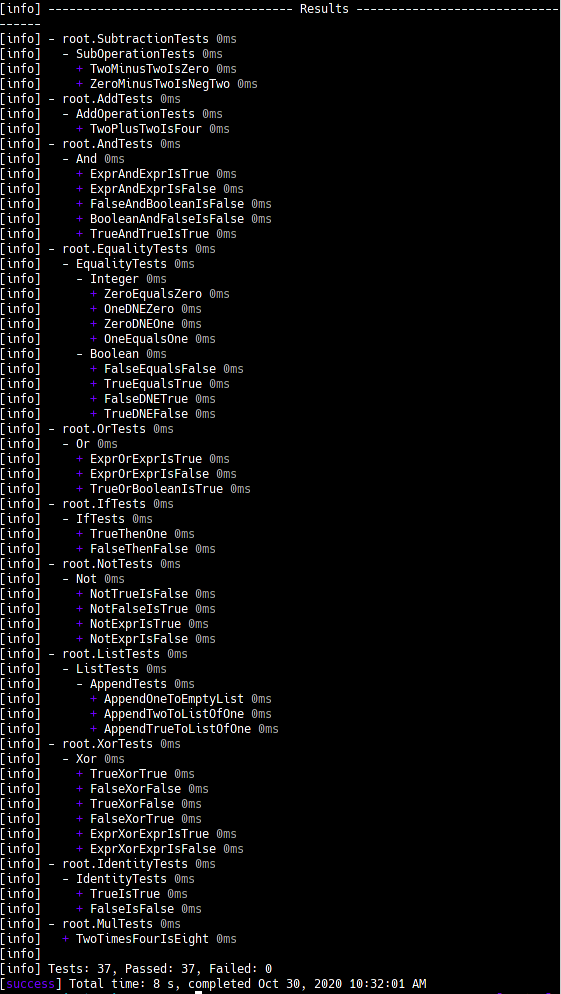 [info] ----------------------------------- Results -----------------------------
------
[info] - root.SubtractionTests 0ms
[info]   - SubOperationTests 0ms
[info]     + TwoMinusTwoIsZero 0ms
[info]     + ZeroMinusTwoIsNegTwo 0ms
[info] - root.AddTests 0ms
[info]   - AddOperationTests 0ms
[info]     + TwoPlusTwoIsFour 0ms
[info] - root.AndTests 0ms
[info]   - And 0ms
[info]     + ExprAndExprIsTrue 0ms
[info]     + ExprAndExprIsFalse 0ms
[info]     + FalseAndBooleanIsFalse 0ms
[info]     + BooleanAndFalseIsFalse 0ms
[info]     + TrueAndTrueIsTrue 0ms
[info] - root.EqualityTests 0ms
[info]   - EqualityTests 0ms
[info]     - Integer 0ms
[info]       + ZeroEqualsZero 0ms
[info]       + OneDNEZero 0ms
[info]       + ZeroDNEOne 0ms
[info]       + OneEqualsOne 0ms
[info]     - Boolean 0ms
[info]       + FalseEqualsFalse 0ms
[info]       + TrueEqualsTrue 0ms
[info]       + FalseDNETrue 0ms
[info]       + TrueDNEFalse 0ms
[info] - root.OrTests 0ms
[info]   - Or 0ms
[info]     + ExprOrExprIsTrue 0ms
[info]     + ExprOrExprIsFalse 0ms
[info]     + TrueOrBooleanIsTrue 0ms
[info] - root.IfTests 0ms
[info]   - IfTests 0ms
[info]     + TrueThenOne 0ms
[info]     + FalseThenFalse 0ms
[info] - root.NotTests 0ms
[info]   - Not 0ms
[info]     + NotTrueIsFalse 0ms
[info]     + NotFalseIsTrue 0ms
[info]     + NotExprIsTrue 0ms
[info]     + NotExprIsFalse 0ms
[info] - root.ListTests 0ms
[info]   - ListTests 0ms
[info]     - AppendTests 0ms
[info]       + AppendOneToEmptyList 0ms
[info]       + AppendTwoToListOfOne 0ms
[info]       + AppendTrueToListOfOne 0ms
[info] - root.XorTests 0ms
[info]   - Xor 0ms
[info]     + TrueXorTrue 0ms
[info]     + FalseXorFalse 0ms
[info]     + TrueXorFalse 0ms
[info]     + FalseXorTrue 0ms
[info]     + ExprXorExprIsTrue 0ms
[info]     + ExprXorExprIsFalse 0ms
[info] - root.IdentityTests 0ms
[info]   - IdentityTests 0ms
[info]     + TrueIsTrue 0ms
[info]     + FalseIsFalse 0ms
[info] - root.MulTests 0ms
[info]   + TwoTimesFourIsEight 0ms
[info]
[info] Tests: 37, Passed: 37, Failed: 0
[success] Total time: 8 s, completed Oct 30, 2020 10:32:01 AM